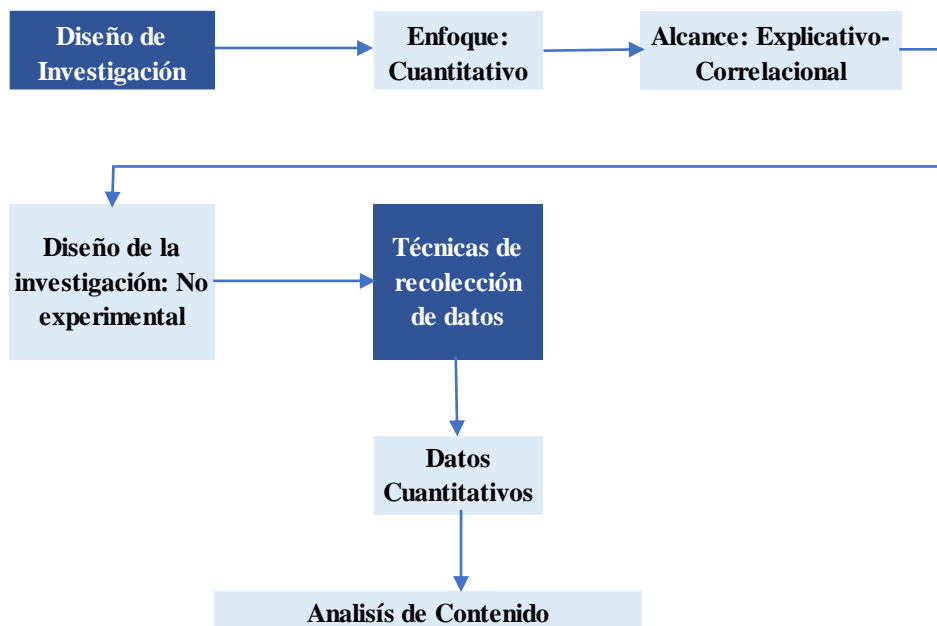 Diseño de
Investigación
Enfoque:
Cuantitativo
Alcance: Explicativo-
Correlacional
Diseño de la
investigación: No
experimental
Técnicas de
recolección
de datos
Datos
Cuantitativos
Analisís de Contenido